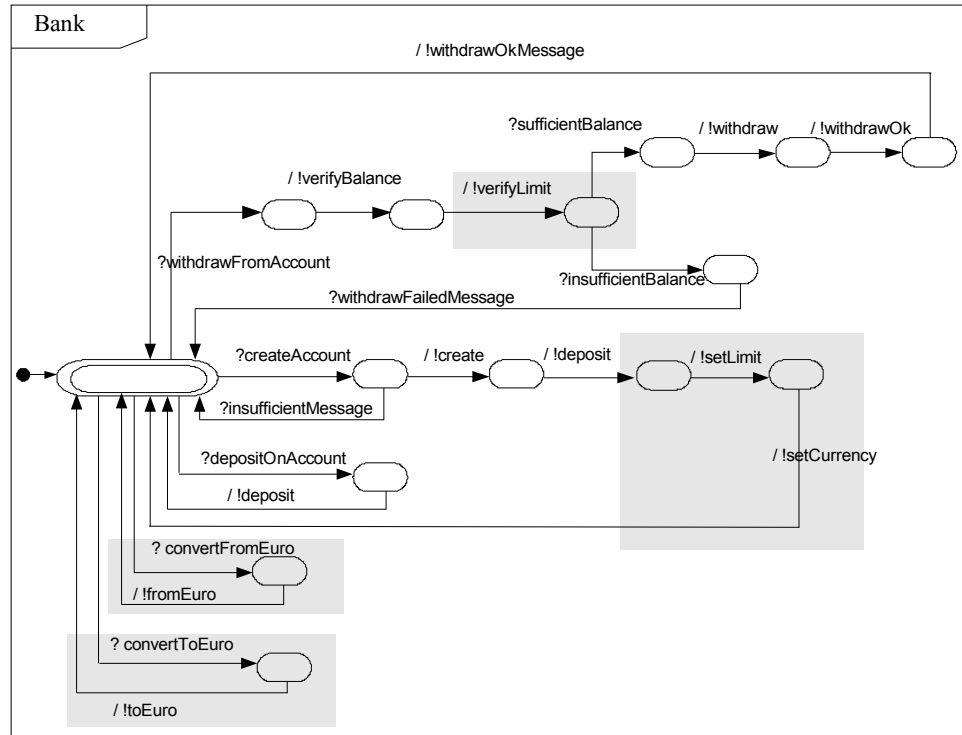 Bank
/ !withdrawOkMessage
?sufficientBalance
/ !withdraw
/ !withdrawOk
/ !verifyBalance
/ !verifyLimit
?withdrawFromAccount
?insufficientBalance
?withdrawFailedMessage
?createAccount
/ !create
/ !deposit
/ !setLimit
?insufficientMessage
?depositOnAccount
/ !setCurrency
/ !deposit
? convertFromEuro
/ !fromEuro
? convertToEuro
/ !toEuro